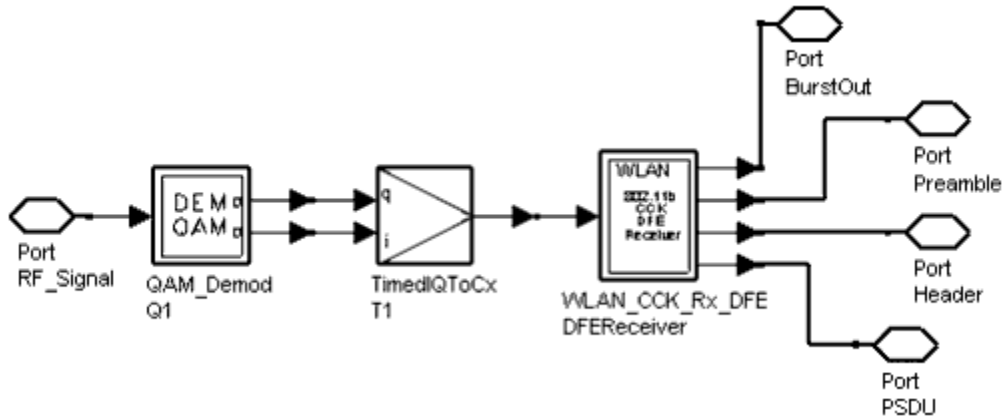 Port
BurstOut
Port
Preamble
WLAN
802.11b
CCK
DFE
Receiver
DEM
QAM
q
i
Port
RF_Signal
QAM_Demod
Q1
TimedIQToCx
T1
WLAN_CCK_Rx_DFE
DFEReceiver
Port
Header
Port
PSDU